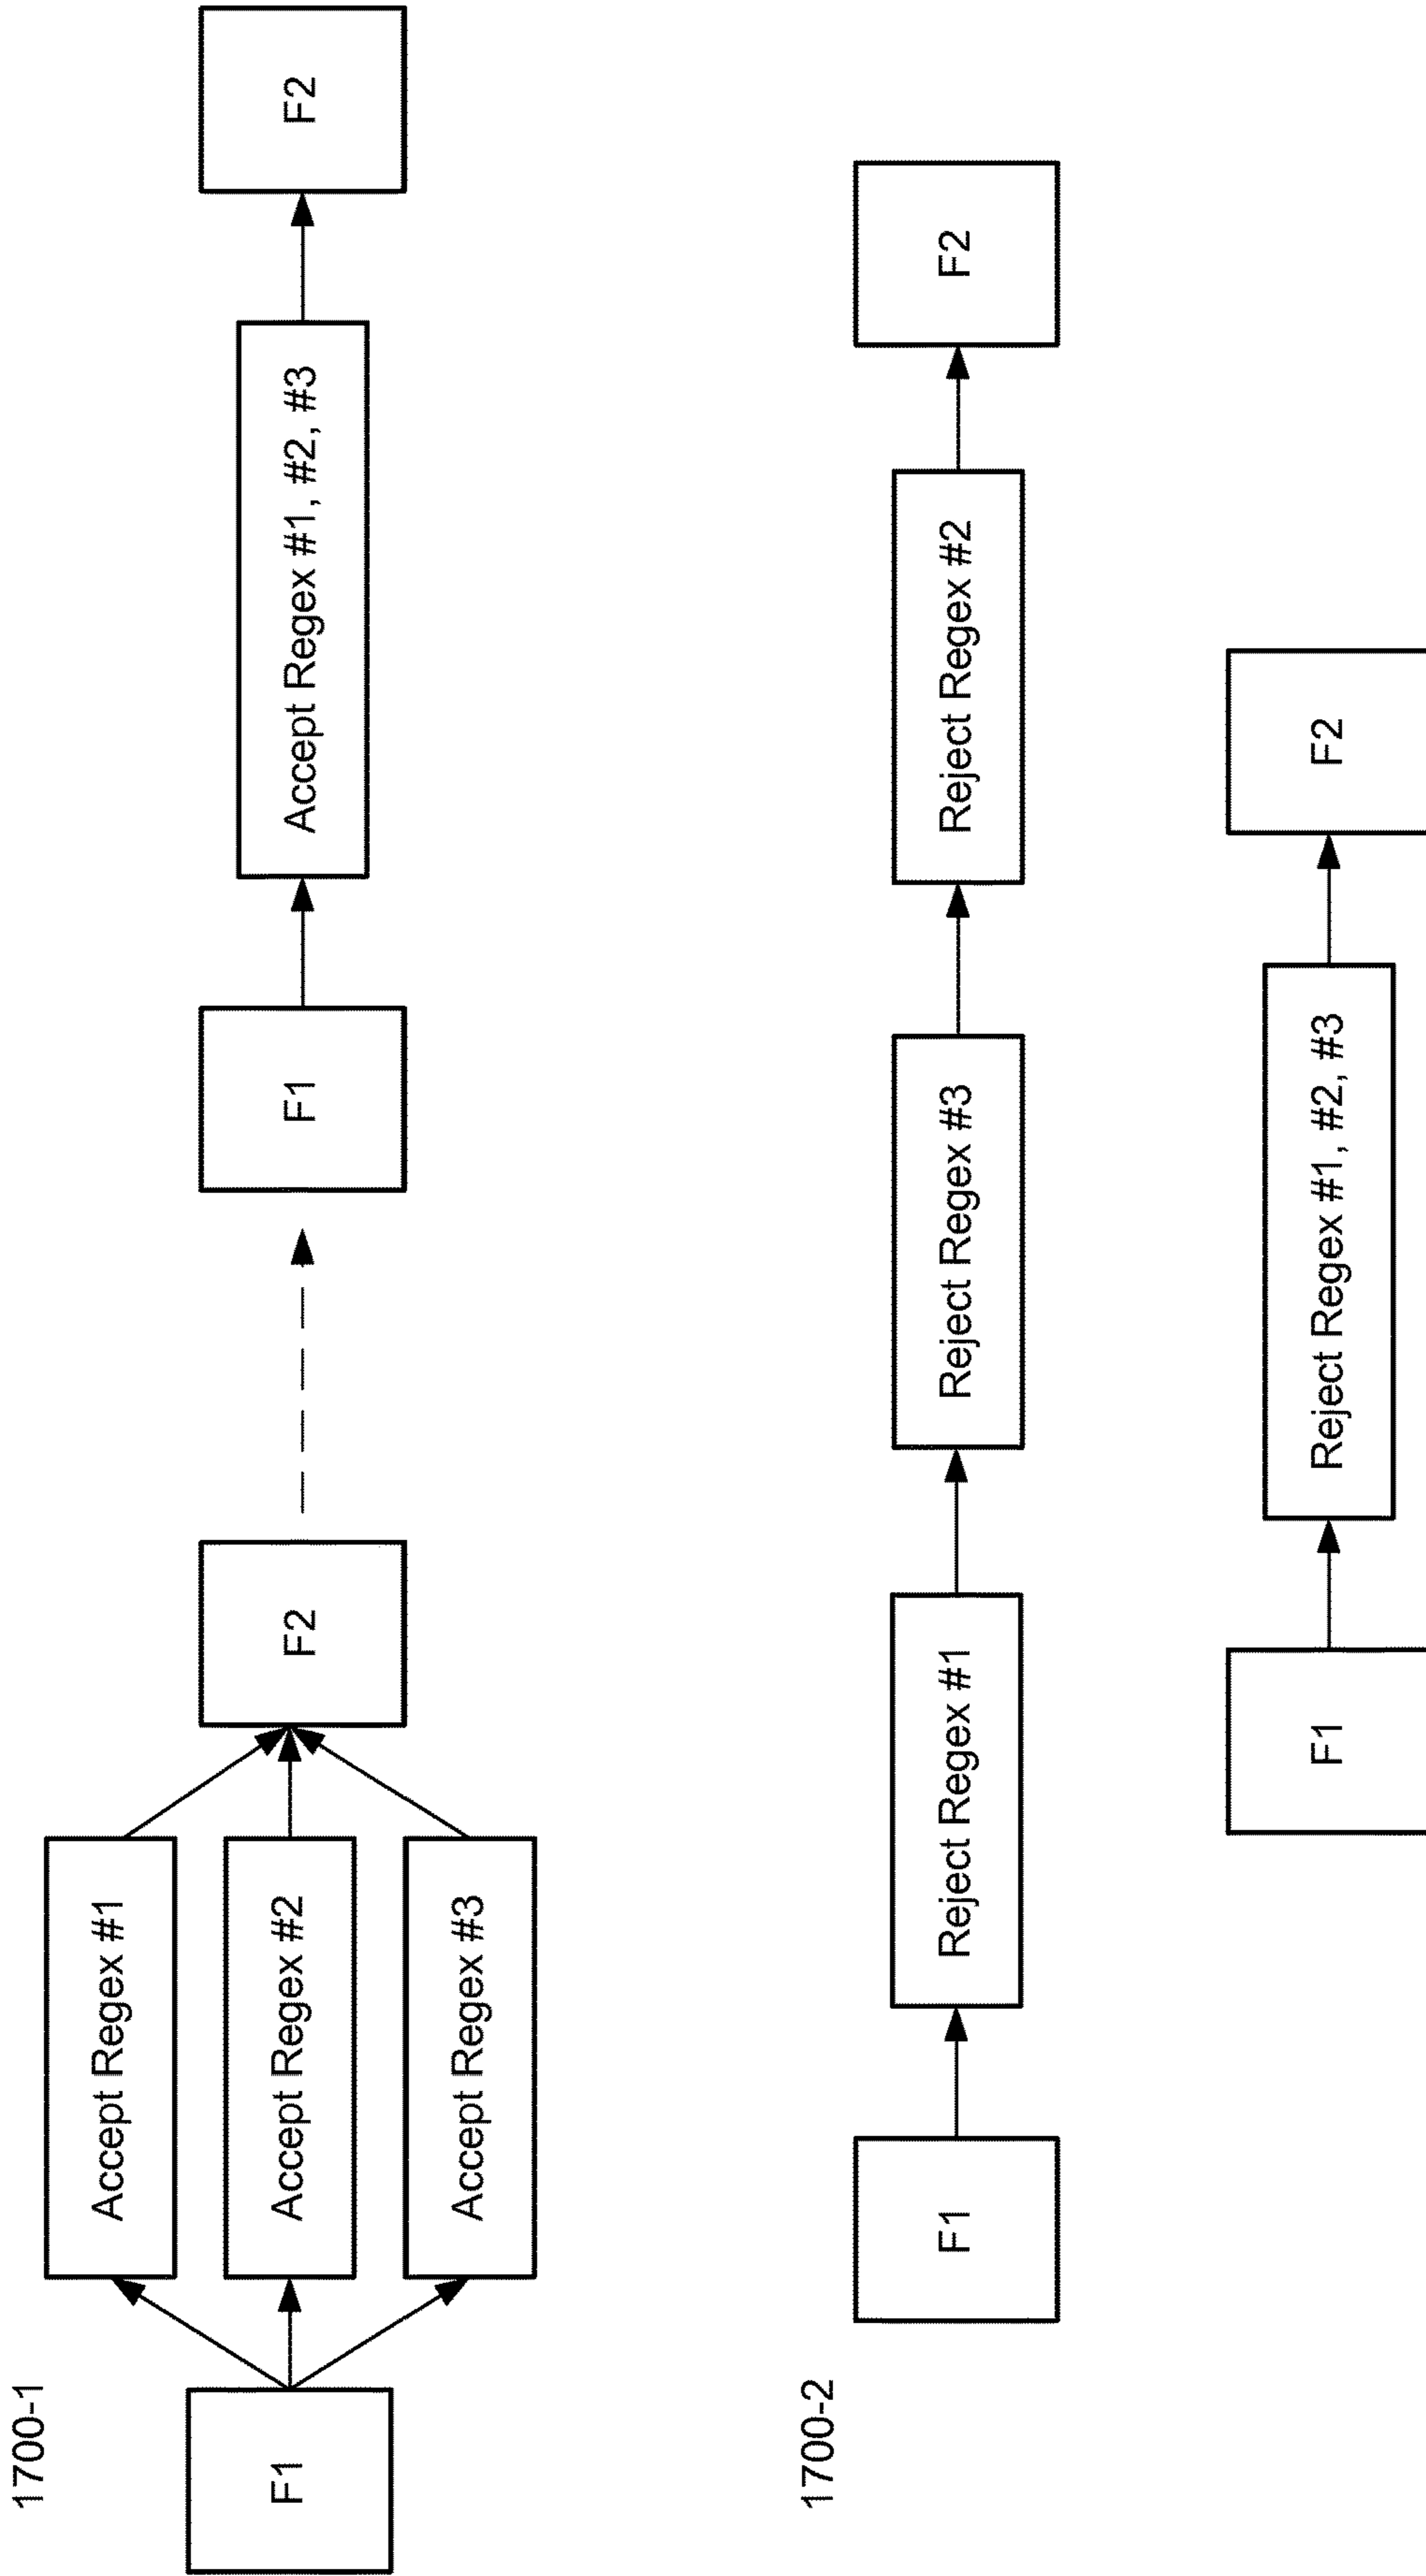 1700-1
F1
Accept Regex #1
Accept Regex #2
Accept Regex #3
F2
F1
Accept Regex #1, #2, #3
F2
1700-2
F1
Reject Regex #1
Reject Regex #3
Reject Regex #2
F2
F1
Reject Regex #1, #2, #3
F2